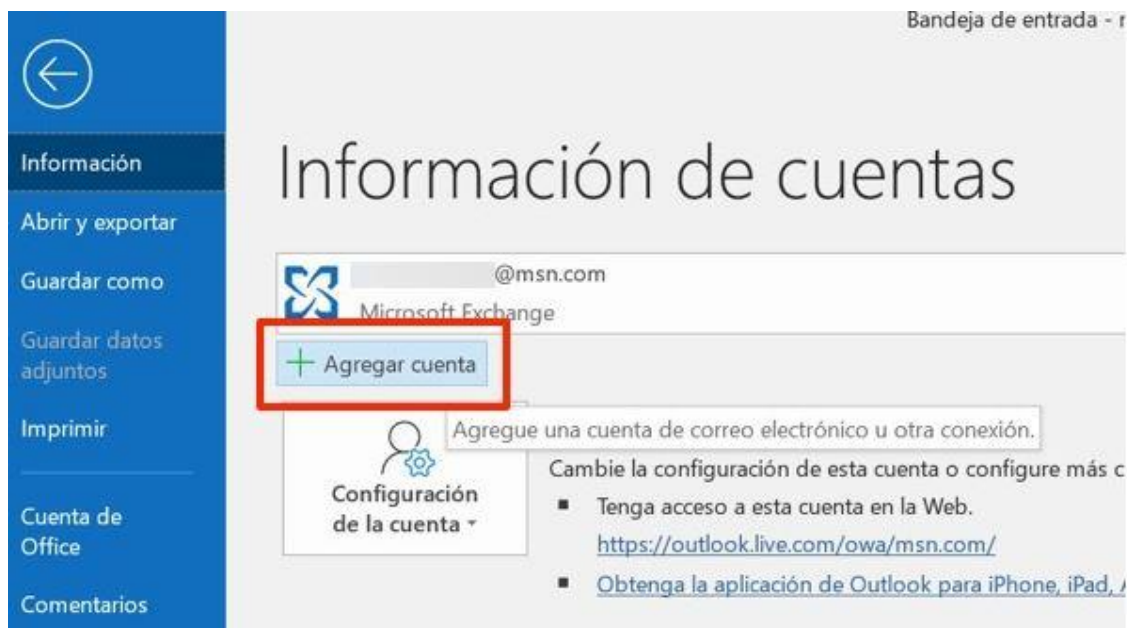 Bandeja de entrada -
Información
Abrir y exportar
Guardar como
Guardar datos
adjuntos
Imprimir
Cuenta de
Office
Comentarios
Información de cuentas
@msn.com
Microsoft Exchange
Agregar cuenta
Agregue una cuenta de correo electrónico u otra conexión.
Configuración
de la cuenta
Cambie la configuración de esta cuenta o configure más
Tenga acceso a esta cuenta en la Web.
https://outlook.live.com/owa/msn.com/
Obtenga la aplicación de Outlook para iPhone, iPad,